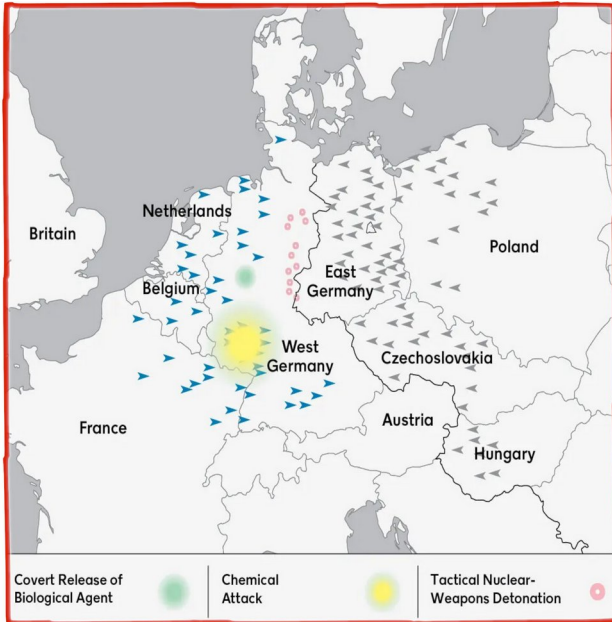 Netherlands
Britain
Poland
East
Germany
Belgium
West
Germany
Czechoslovakia
Austria
France
Hungary
Covert Release of
Biological Agent
Chemical
Attack
Tactical Nuclear-
Weapons Detonation